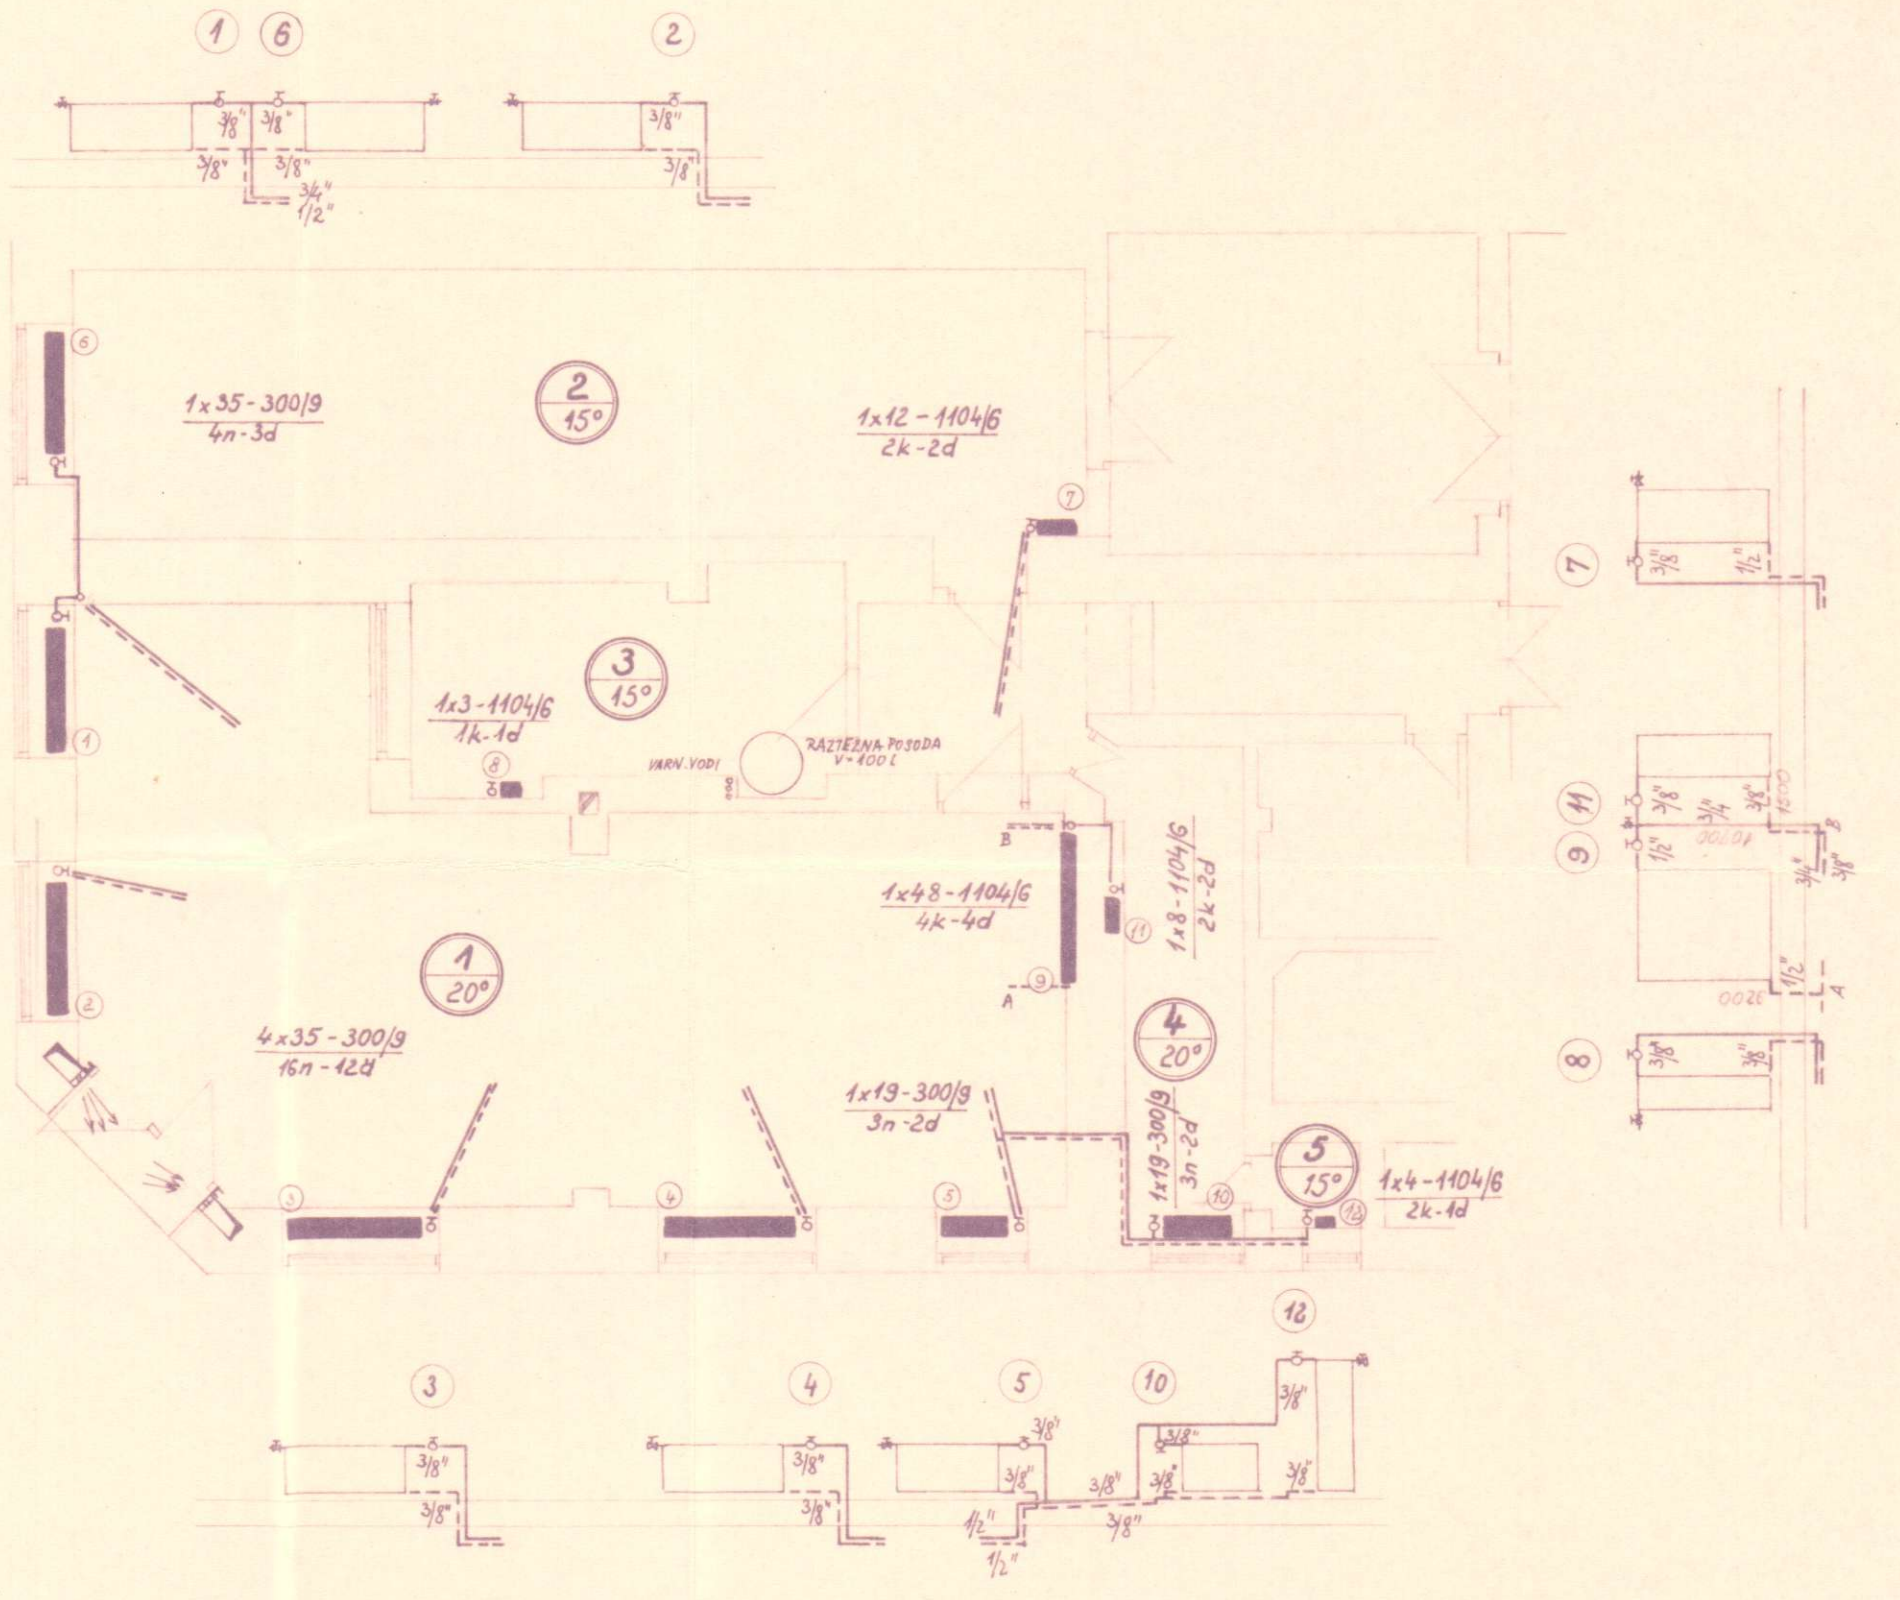 1 6 2
3/8" 3/8" 3/8"
3/8" 3/8" 3/8"
3/4"
1/2"
6
1x35-300/9
4n-3d
2
15°
1x12-1104/6
2k-2d
7
7
3/8" 1/2"
3
15°
1x3-1104/6
1k-1d
8
VARN. VODI
RAZTEZNA POSODA
V=100 l
1
11
3/8" 3/4" 3/8" 1500
9
1/2" 10700 3/4" 3/8" B
B
1x48-1104/6
4k-4d
1x8-1104/6
2k-2d
11
9
A
1/2" A
3200
2
1
20°
4x35-300/9
16n-12d
4
20°
8
3/8" 3/8"
1x19-300/9
3n-2d
1x19-300/9
3n-2d
5
15°
1x4-1104/6
2k-1d
3 4 5 10 12
12
3 4 5 10
3/8" 3/8" 3/8" 3/8" 3/8"
3/8" 3/8" 3/8" 3/8" 3/8"
3/8" 3/8"
1/2"
1/2"